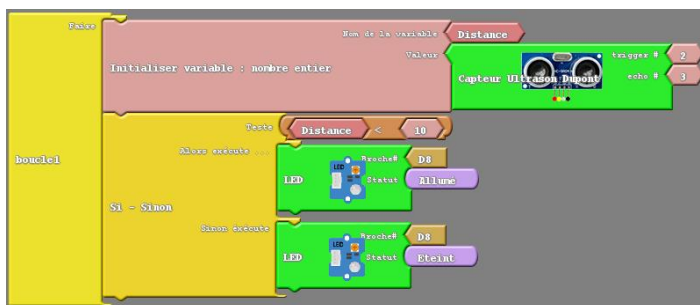 Faire
Nom de la variable Distance
Valeur trigger # 2
Initialiser variable : nombre entier Capteur Ultrason Dupont echo # 3
Teste Distance < 10
Alors exécute ... Broche# D8
LED
LED Statut Allumé
boucle1
Si - Sinon
Sinon exécute Broche# D8
LED
LED Statut Eteint